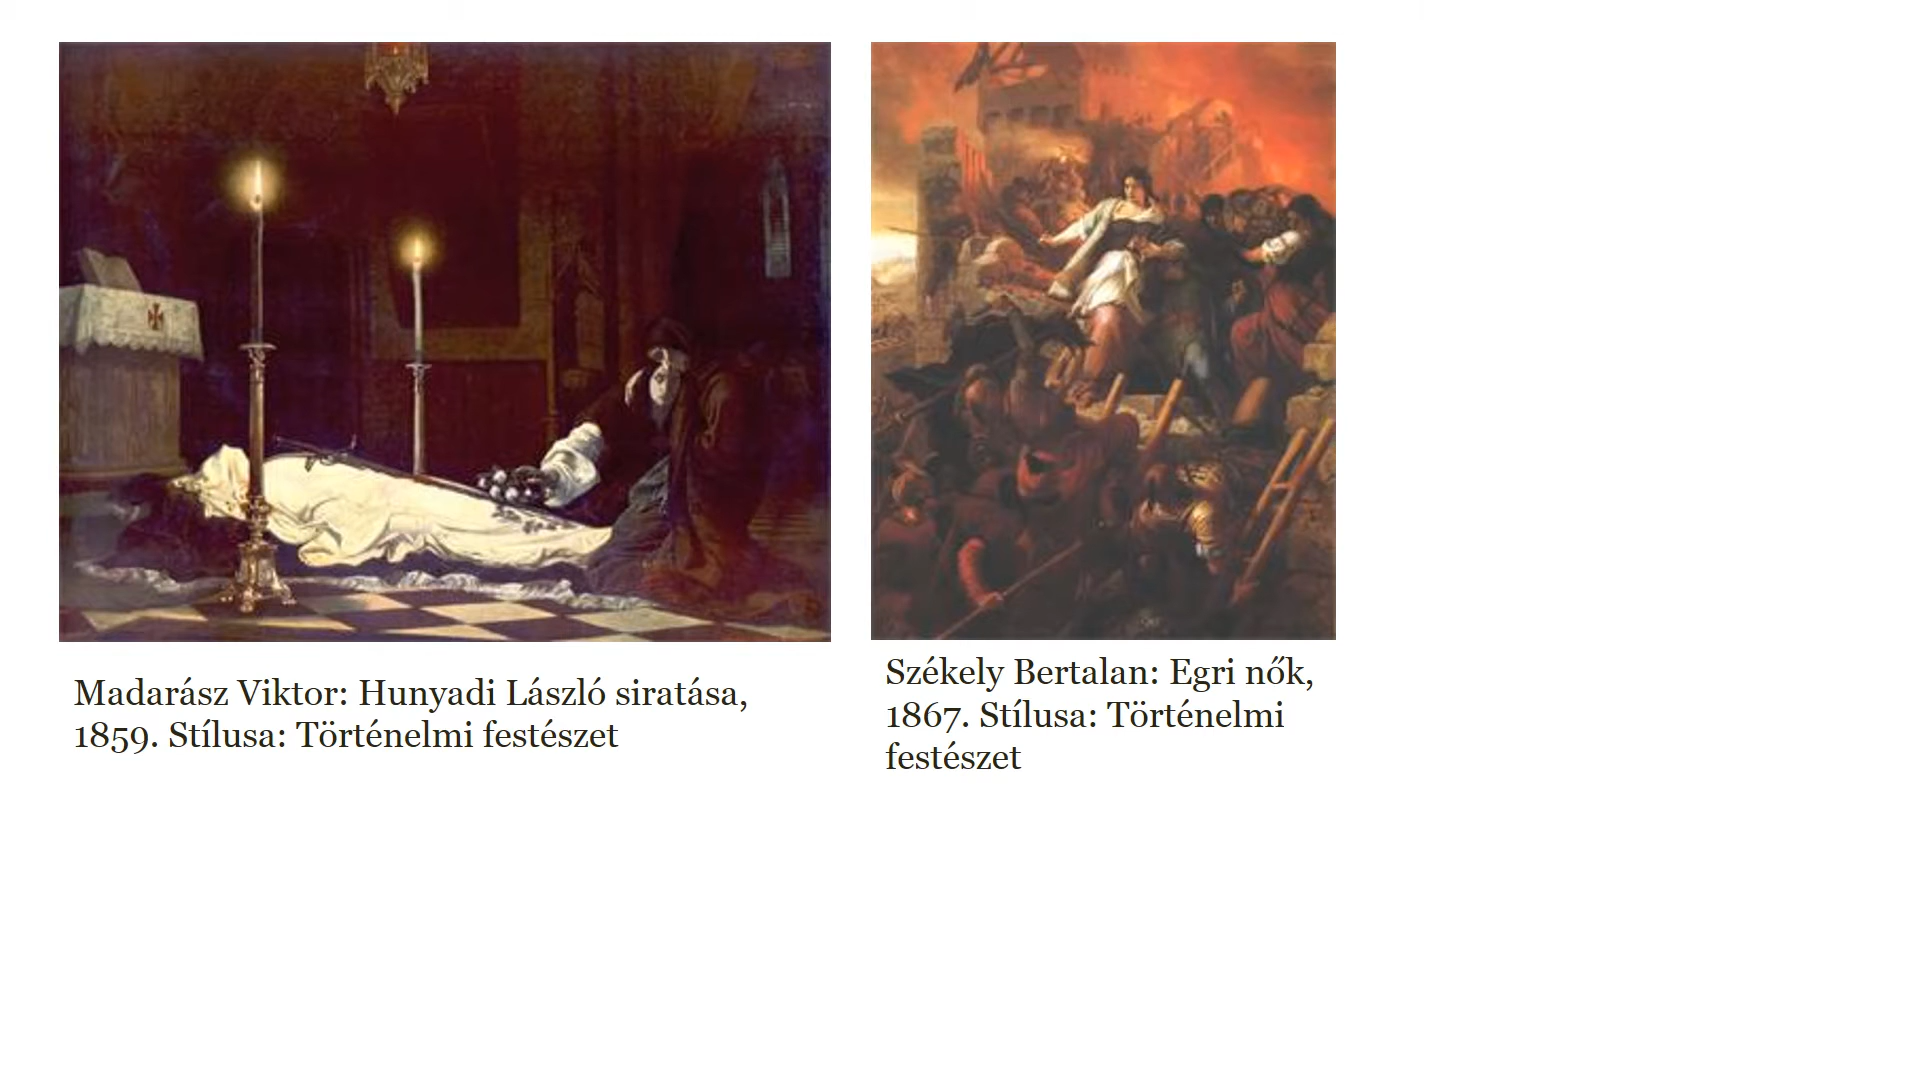 Madarász Viktor: Hunyadi László siratása,
1859. Stílusa: Történelmi festészet
Székely Bertalan: Egri nők,
1867. Stílusa: Történelmi
festészet